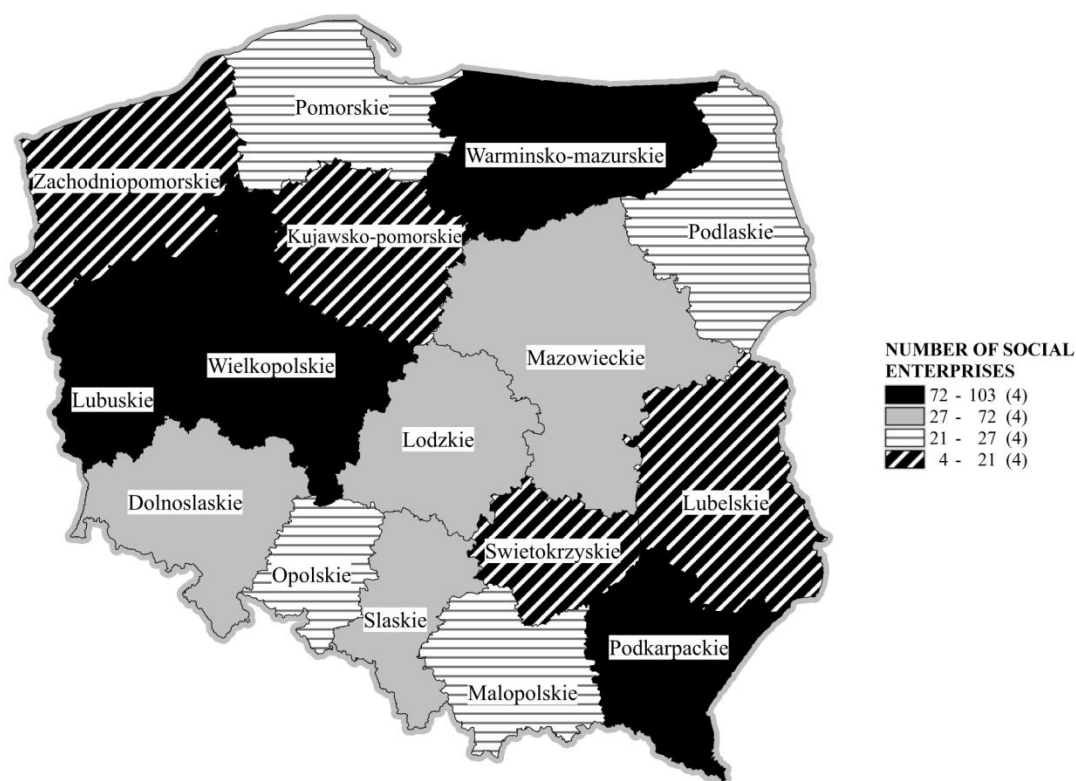 Pomorskie
Warminsko-mazurskie
Zachodniopomorskie
Kujawsko-pomorskie
Podlaskie
Mazowieckie
Wielkopolskie
Lubuskie
Lodzkie
Dolnoslaskie
Lubelskie
Swietokrzyskie
Opolskie
Slaskie
Podkarpackie
Malopolskie
NUMBER OF SOCIAL
ENTERPRISES
72 - 103 (4)
27 - 72 (4)
21 - 27 (4)
4 - 21 (4)